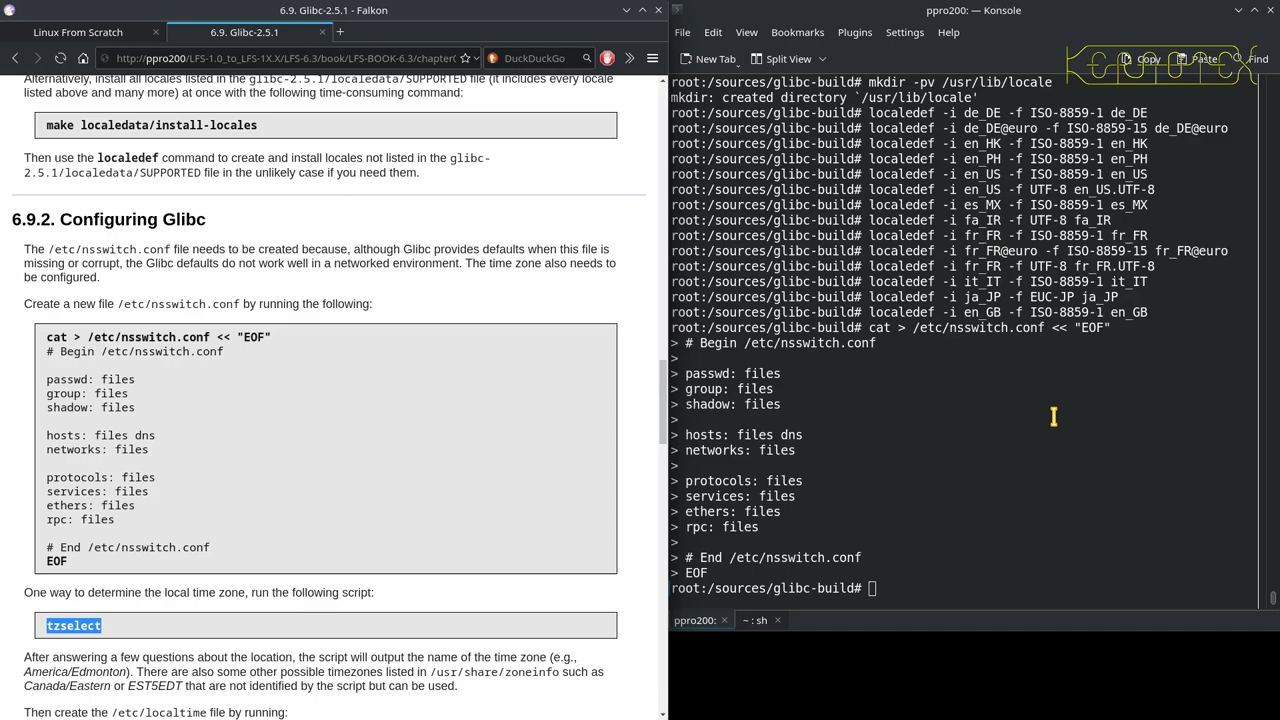 6.9. Glibc-2.5.1 - Falkon
Linux From Scratch
6.9. Glibc-2.5.1
http://ppro200/LFS-1.0_to_LFS-1X.X/LFS-6.3/book/LFS-BOOK-6.3/chapter(
DuckDuckGo
Alternatively, install all locales listed in the glibc-2.5.1/localedata/SUPPORTED file (it includes every locale
listed above and many more) at once with the following time-consuming command:
make localedata/install-locales
Then use the localedef command to create and install locales not listed in the glibc-
2.5.1/localedata/SUPPORTED file in the unlikely case if you need them.
6.9.2. Configuring Glibc
The /etc/nsswitch.conf file needs to be created because, although Glibc provides defaults when this file is
missing or corrupt, the Glibc defaults do not work well in a networked environment. The time zone also needs to
be configured.
Create a new file /etc/nsswitch.conf by running the following:
cat > /etc/nsswitch.conf << "EOF"
# Begin /etc/nsswitch.conf
passwd: files
group: files
shadow: files
hosts: files dns
networks: files
protocols: files
services: files
ethers: files
rpc: files
# End /etc/nsswitch.conf
EOF
One way to determine the local time zone, run the following script:
tzselect
After answering a few questions about the location, the script will output the name of the time zone (e.g.,
America/Edmonton). There are also some other possible timezones listed in /usr/share/zoneinfo such as
Canada/Eastern or EST5EDT that are not identified by the script but can be used.
Then create the /etc/localtime file by running:
ppro200: — Konsole
File Edit View Bookmarks Plugins Settings Help
New Tab Split View Copy Paste Find
root:/sources/glibc-build# mkdir -pv /usr/lib/locale
mkdir: created directory `/usr/lib/locale'
root:/sources/glibc-build# localedef -i de_DE -f ISO-8859-1 de_DE
root:/sources/glibc-build# localedef -i de_DE@euro -f ISO-8859-15 de_DE@euro
root:/sources/glibc-build# localedef -i en_HK -f ISO-8859-1 en_HK
root:/sources/glibc-build# localedef -i en_PH -f ISO-8859-1 en_PH
root:/sources/glibc-build# localedef -i en_US -f ISO-8859-1 en_US
root:/sources/glibc-build# localedef -i en_US -f UTF-8 en_US.UTF-8
root:/sources/glibc-build# localedef -i es_MX -f ISO-8859-1 es_MX
root:/sources/glibc-build# localedef -i fa_IR -f UTF-8 fa_IR
root:/sources/glibc-build# localedef -i fr_FR -f ISO-8859-1 fr_FR
root:/sources/glibc-build# localedef -i fr_FR@euro -f ISO-8859-15 fr_FR@euro
root:/sources/glibc-build# localedef -i fr_FR -f UTF-8 fr_FR.UTF-8
root:/sources/glibc-build# localedef -i it_IT -f ISO-8859-1 it_IT
root:/sources/glibc-build# localedef -i ja_JP -f EUC-JP ja_JP
root:/sources/glibc-build# localedef -i en_GB -f ISO-8859-1 en_GB
root:/sources/glibc-build# cat > /etc/nsswitch.conf << "EOF"
> # Begin /etc/nsswitch.conf
>
> passwd: files
> group: files
> shadow: files
>
> hosts: files dns
> networks: files
>
> protocols: files
> services: files
> ethers: files
> rpc: files
>
> # End /etc/nsswitch.conf
> EOF
root:/sources/glibc-build#
ppro200:
~ : sh